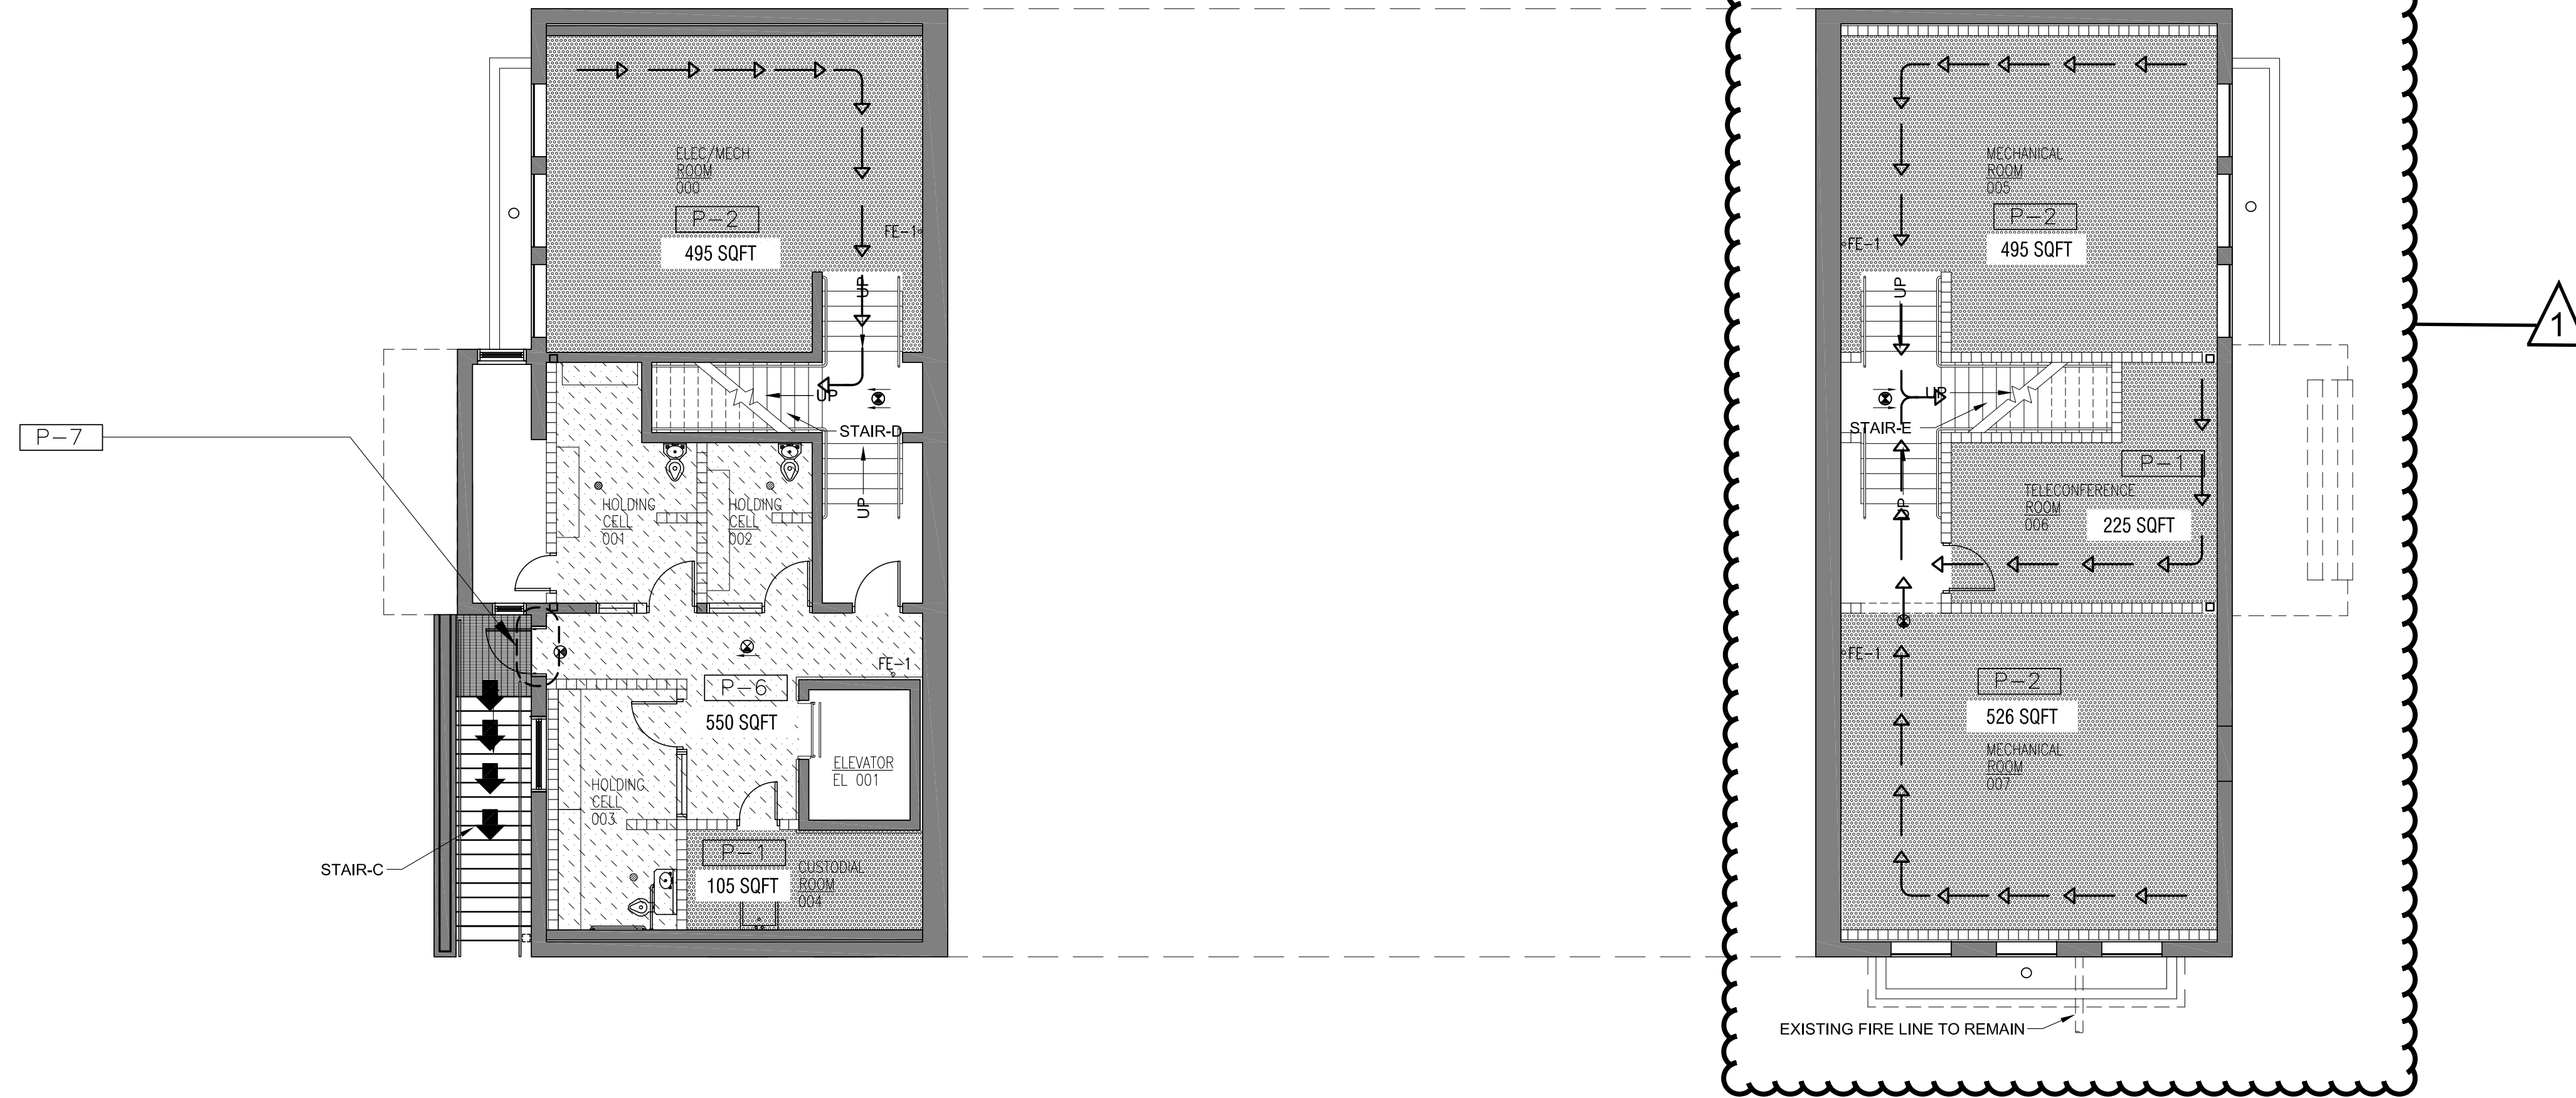 ELEC/MECH
ROOM
000
P-2
495 SQFT
FE-1
UP
UP
STAIR-D
UP
P-7
HOLDING
CELL
001
HOLDING
CELL
002
FE-1
P-6
550 SQFT
ELEVATOR
EL 001
HOLDING
CELL
003
P-1
105 SQFT
CUSTODIAL
ROOM
004
STAIR-C
MECHANICAL
ROOM
005
P-2
495 SQFT
FE-1
UP
UP
STAIR-E
UP
P-1
TELECONFERENCE
ROOM
006
225 SQFT
FE-1
P-2
526 SQFT
MECHANICAL
ROOM
007
EXISTING FIRE LINE TO REMAIN
1